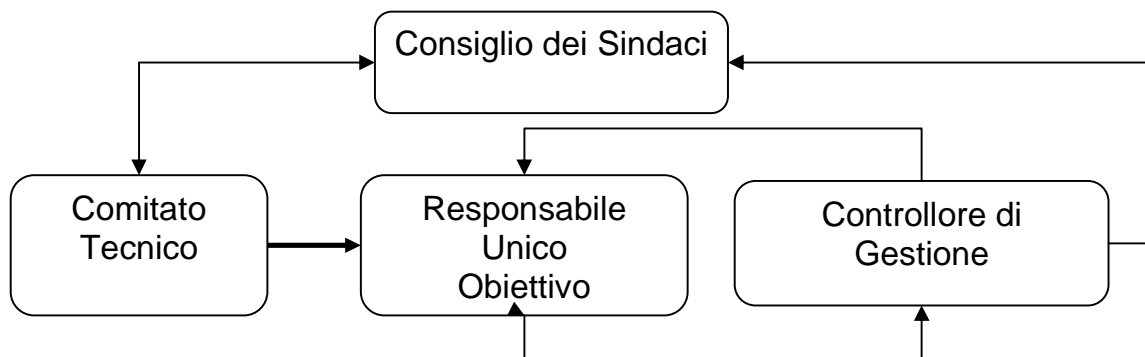 Consiglio dei Sindaci
Comitato
Tecnico
Responsabile
Unico
Obiettivo
Controllore di
Gestione